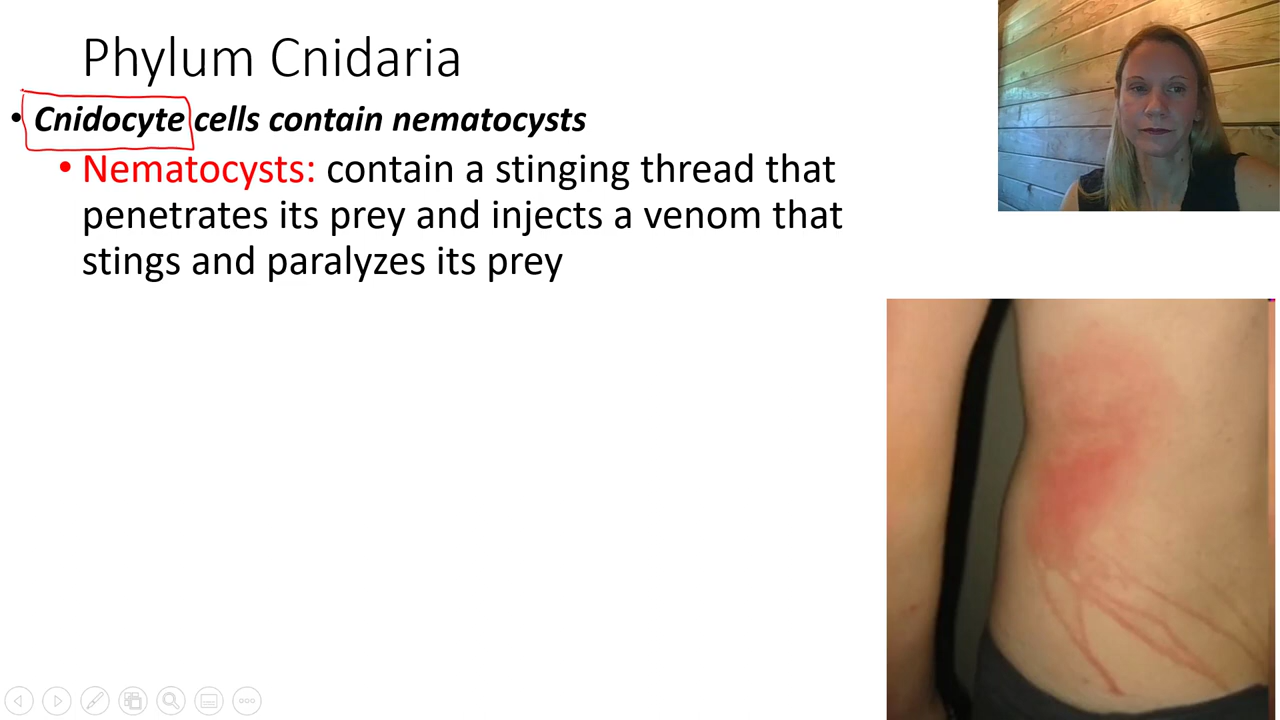 Phylum Cnidaria
• Cnidocyte cells contain nematocysts
• Nematocysts: contain a stinging thread that
penetrates its prey and injects a venom that
stings and paralyzes its prey